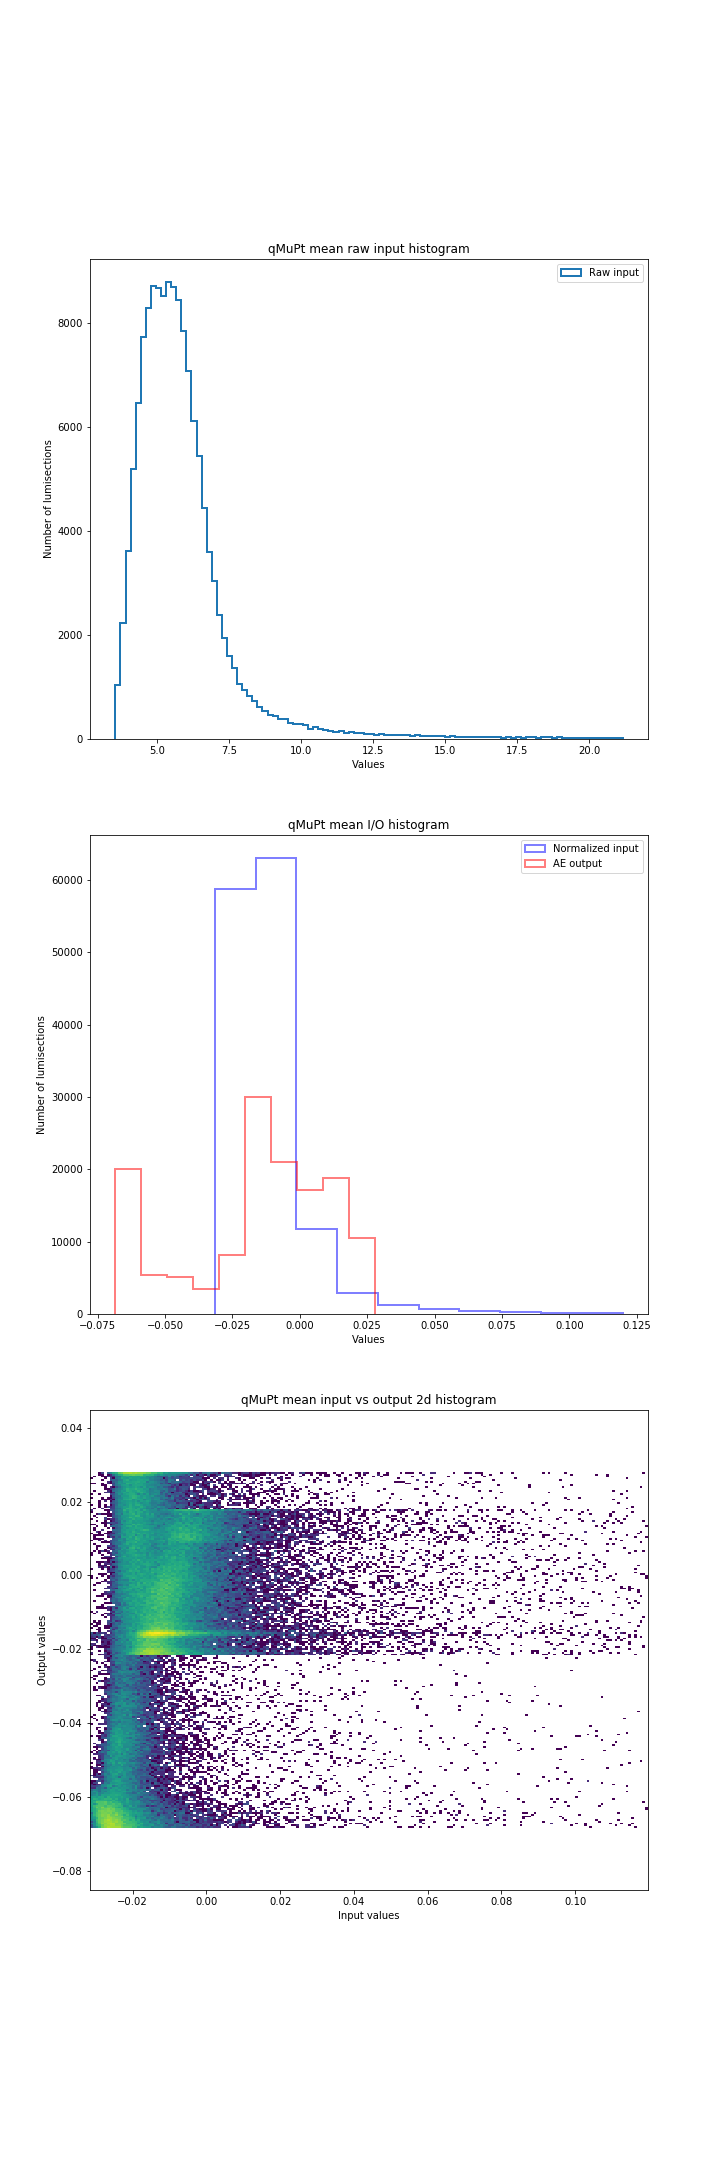 qMuPt mean raw input histogram
Raw input
8000
6000
4000
2000
0
Number of lumisections
5.0 7.5 10.0 12.5 15.0 17.5 20.0
Values
qMuPt mean I/O histogram
Normalized input
AE output
60000
50000
40000
30000
20000
10000
0
Number of lumisections
−0.075 −0.050 −0.025 0.000 0.025 0.050 0.075 0.100 0.125
Values
qMuPt mean input vs output 2d histogram
0.04
0.02
0.00
−0.02
−0.04
−0.06
−0.08
Output values
−0.02 0.00 0.02 0.04 0.06 0.08 0.10
Input values